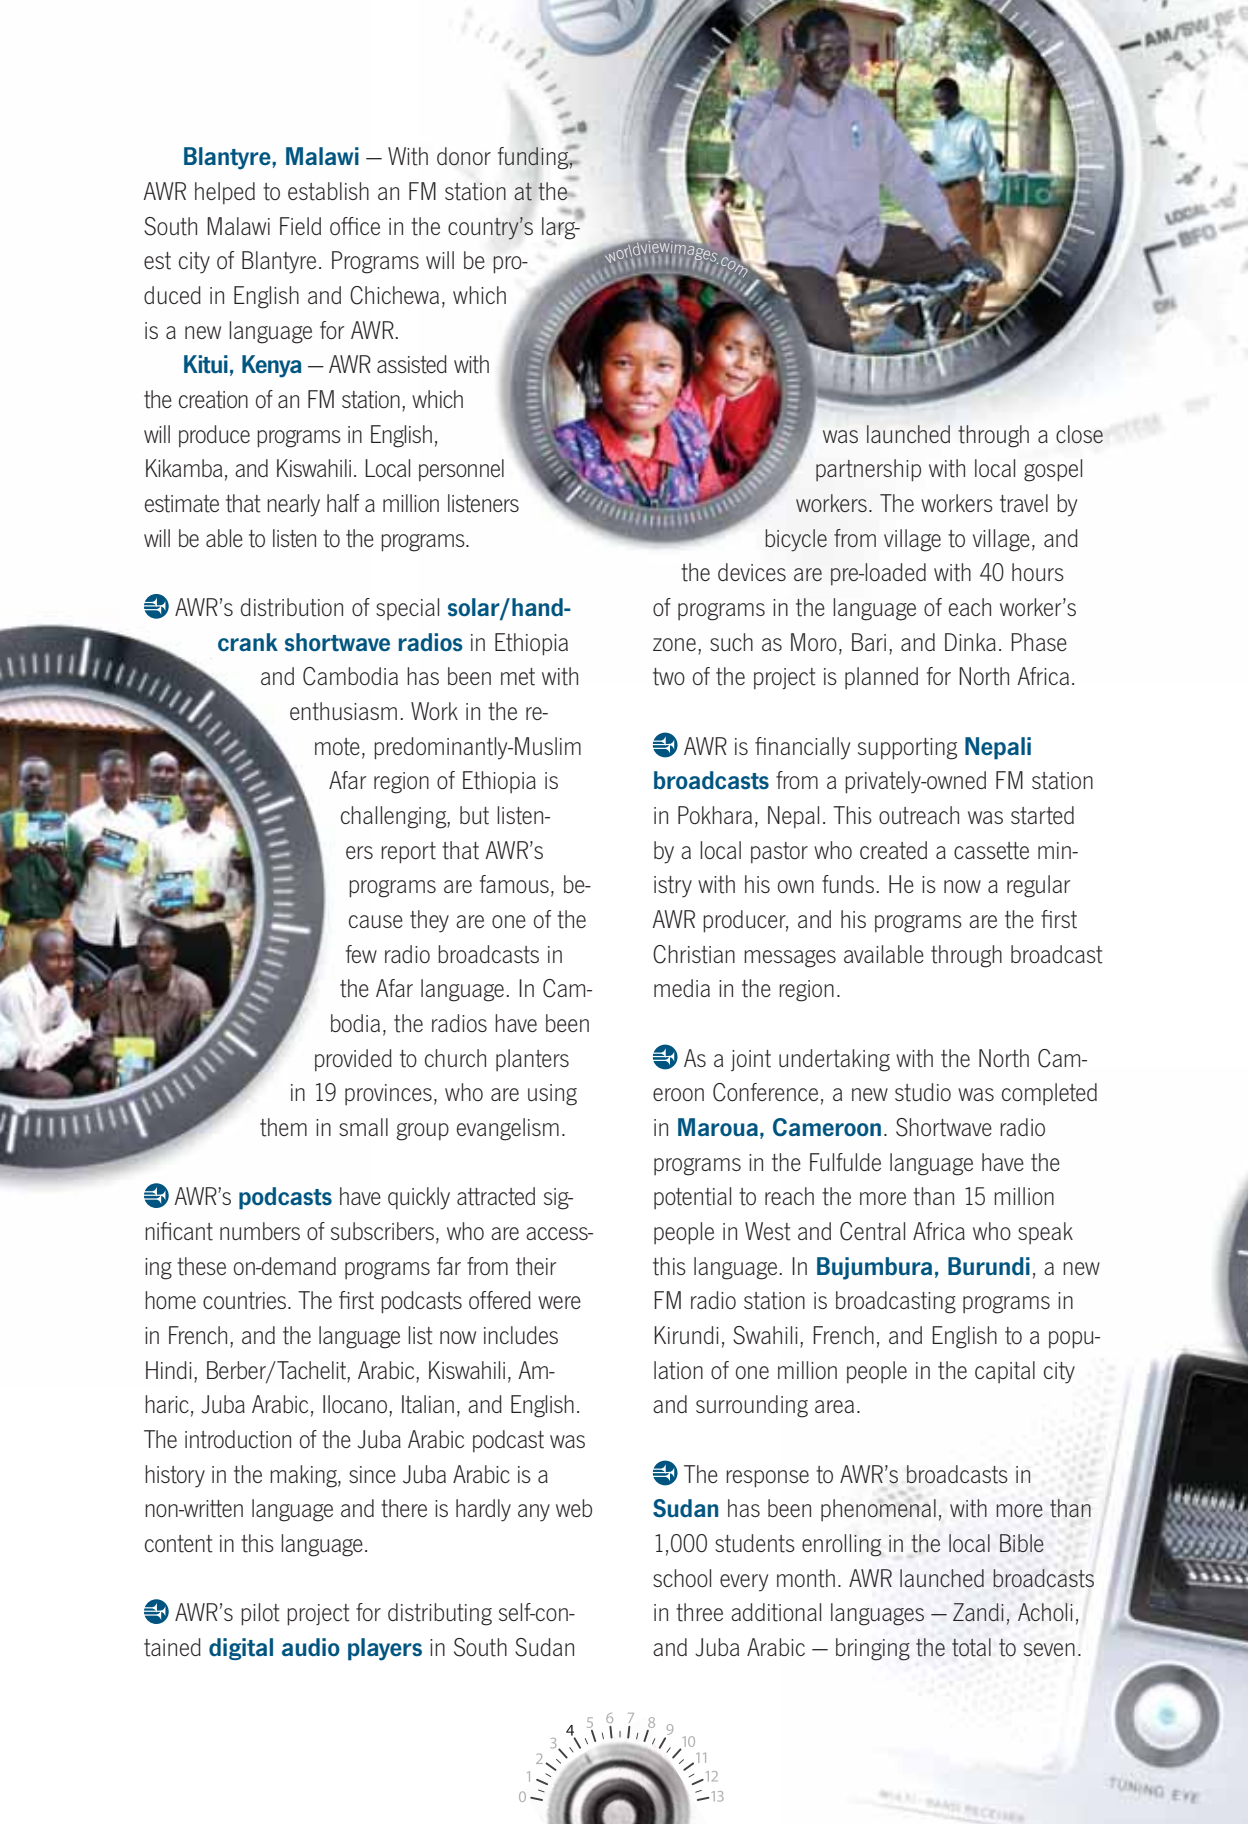 Blantyre, Malawi — With donor funding,
AWR helped to establish an FM station at the
South Malawi Field office in the country's larg-
est city of Blantyre. Programs will be pro-
duced in English and Chichewa, which
is a new language for AWR.
Kitui, Kenya — AWR assisted with
the creation of an FM station, which
will produce programs in English,
Kikamba, and Kiswahili. Local personnel
estimate that nearly half a million listeners
will be able to listen to the programs.
AWR's distribution of special solar/hand-
crank shortwave radios in Ethiopia
and Cambodia has been met with
enthusiasm. Work in the re-
mote, predominantly-Muslim
Afar region of Ethiopia is
challenging, but listen-
ers report that AWR's
programs are famous, be-
cause they are one of the
few radio broadcasts in
the Afar language. In Cam-
bodia, the radios have been
provided to church planters
in 19 provinces, who are using
them in small group evangelism.
AWR's podcasts have quickly attracted sig-
nificant numbers of subscribers, who are access-
ing these on-demand programs far from their
home countries. The first podcasts offered were
in French, and the language list now includes
Hindi, Berber/Tachelit, Arabic, Kiswahili, Am-
haric, Juba Arabic, Ilocano, Italian, and English.
The introduction of the Juba Arabic podcast was
history in the making, since Juba Arabic is a
non-written language and there is hardly any web
content in this language.
AWR's pilot project for distributing self-con-
tained digital audio players in South Sudan
was launched through a close
partnership with local gospel
workers. The workers travel by
bicycle from village to village, and
the devices are pre-loaded with 40 hours
of programs in the language of each worker's
zone, such as Moro, Bari, and Dinka. Phase
two of the project is planned for North Africa.
AWR is financially supporting Nepali
broadcasts from a privately-owned FM station
in Pokhara, Nepal. This outreach was started
by a local pastor who created a cassette min-
istry with his own funds. He is now a regular
AWR producer, and his programs are the first
Christian messages available through broadcast
media in the region.
As a joint undertaking with the North Cam-
eroon Conference, a new studio was completed
in Maroua, Cameroon. Shortwave radio
programs in the Fulfulde language have the
potential to reach the more than 15 million
people in West and Central Africa who speak
this language. In Bujumbura, Burundi, a new
FM radio station is broadcasting programs in
Kirundi, Swahili, French, and English to a popu-
lation of one million people in the capital city
and surrounding area.
The response to AWR's broadcasts in
Sudan has been phenomenal, with more than
1,000 students enrolling in the local Bible
school every month. AWR launched broadcasts
in three additional languages — Zandi, Acholi,
and Juba Arabic — bringing the total to seven.
worldviewimages.com
AM/SW RF
LOCAL
BFO
ON
TUNING EYE
MULTI-BAND RECEIVER
0 1 2 3 4 5 6 7 8 9 10 11 12 13